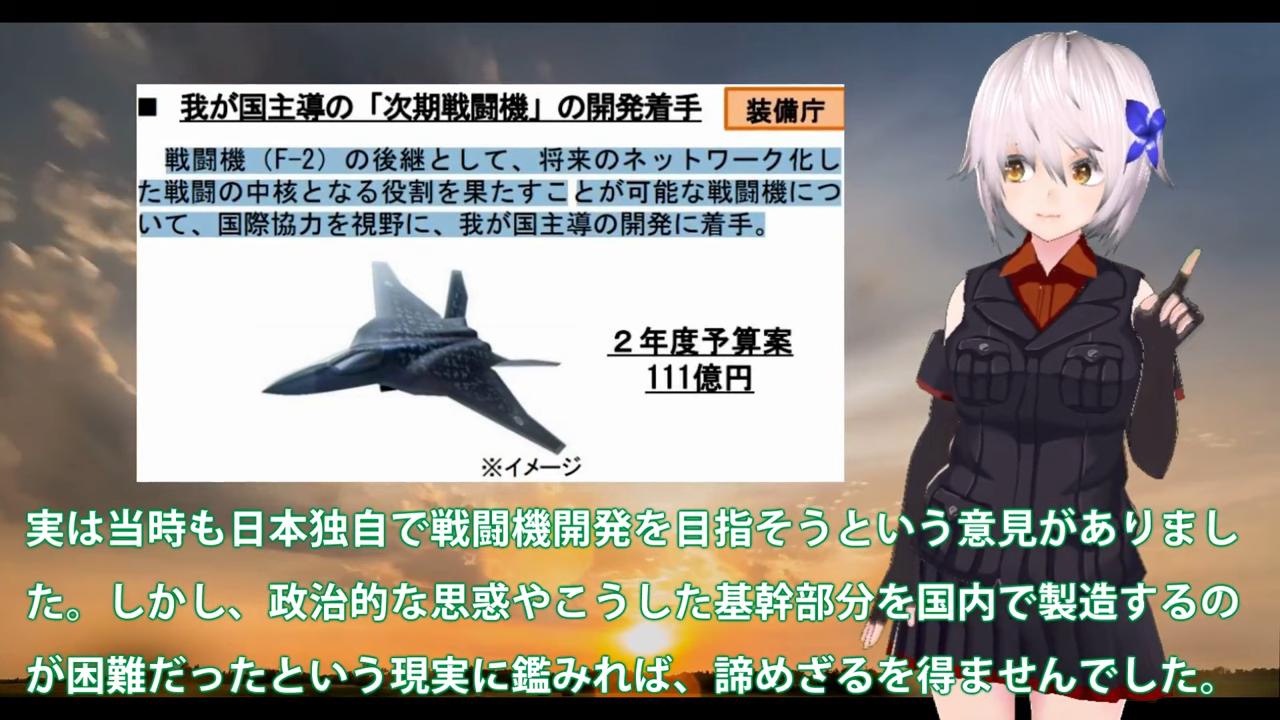 ■ 我が国主導の「次期戦闘機」の開発着手
装備庁
戦闘機（F-2）の後継として、将来のネットワーク化し
た戦闘の中核となる役割を果たすことが可能な戦闘機につ
いて、国際協力を視野に、我が国主導の開発に着手。
２年度予算案
111億円
※イメージ
実は当時も日本独自で戦闘機開発を目指そうという意見がありまし
た。しかし、政治的な思惑やこうした基幹部分を国内で製造するの
が困難だったという現実に鑑みれば、諦めざるを得ませんでした。